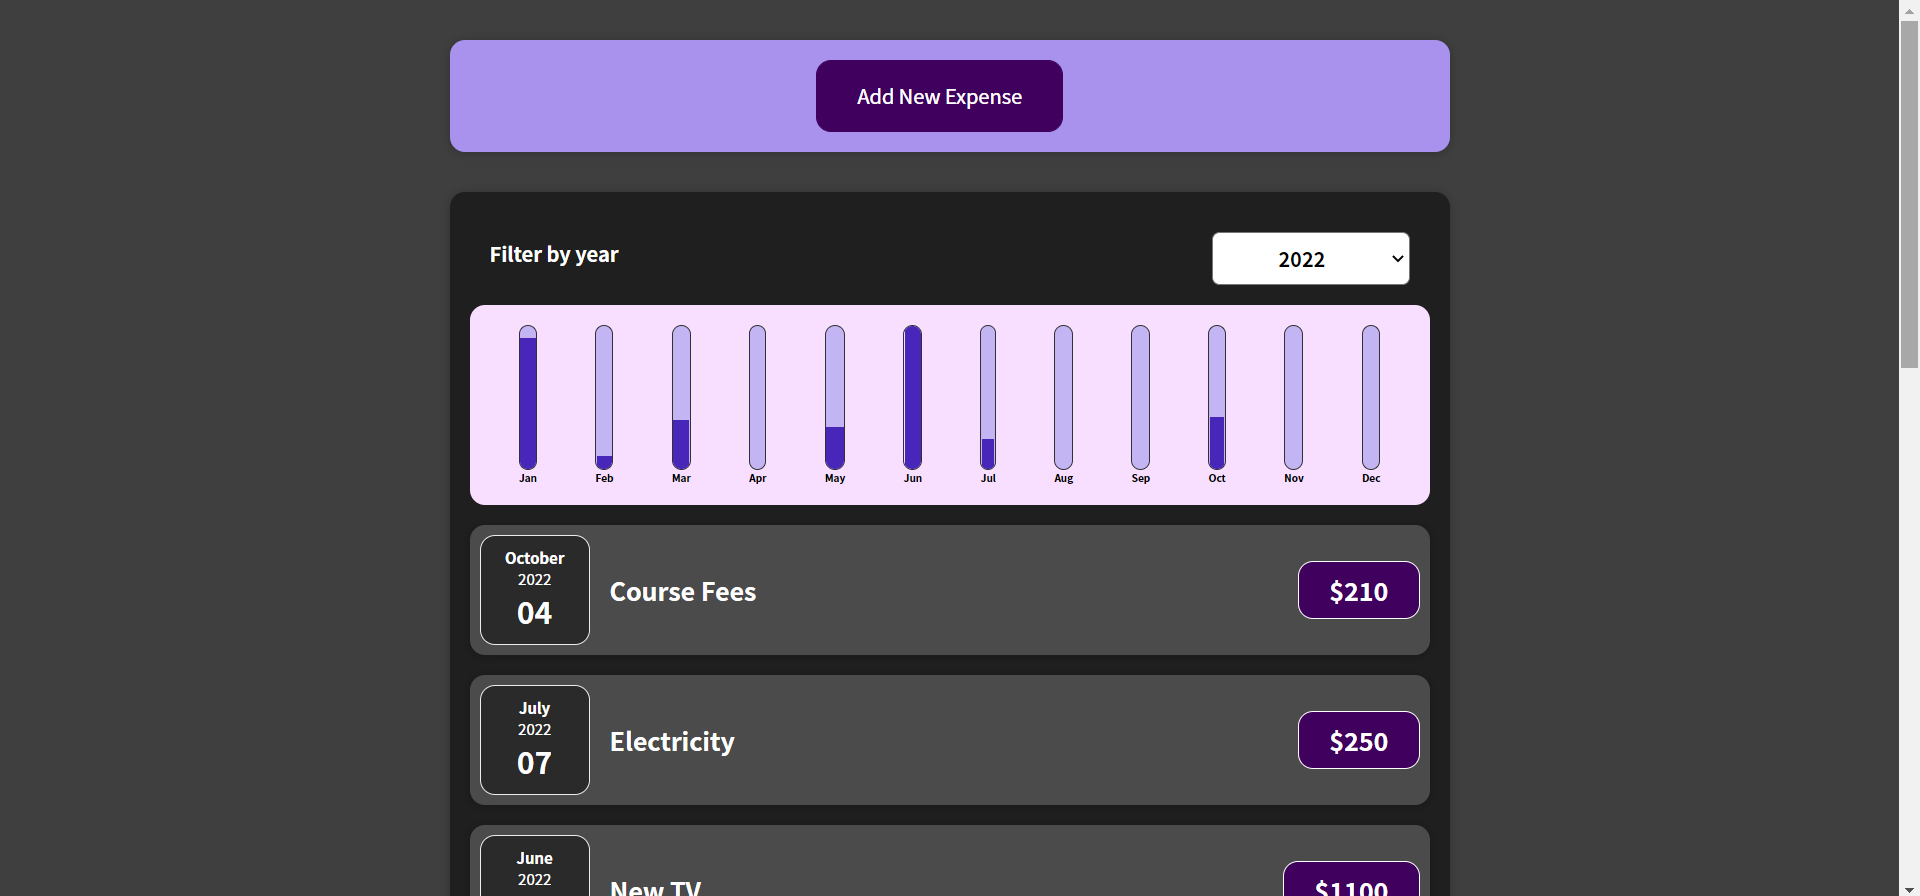 Add New Expense
Filter by year
2022
Jan Feb Mar Apr May Jun Jul Aug Sep Oct Nov Dec
October
2022
04
Course Fees
$210
July
2022
07
Electricity
$250
June
2022
New TV
$1100